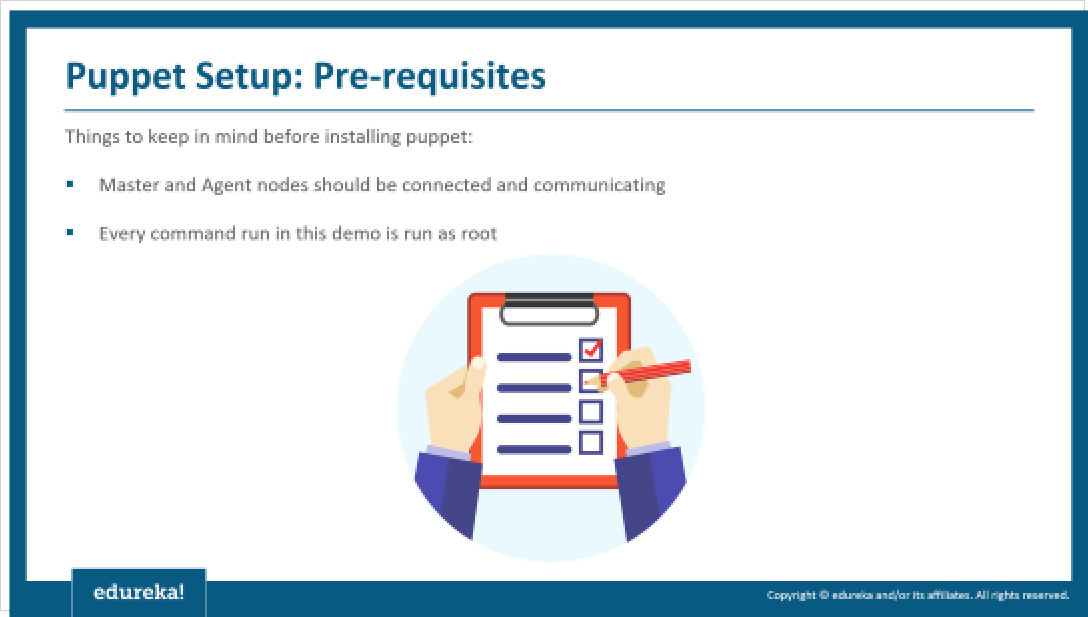 Puppet Setup: Pre-requisites
Things to keep in mind before installing puppet:
▪ Master and Agent nodes should be connected and communicating
▪ Every command run in this demo is run as root
edureka!
Copyright © edureka and/or its affiliates. All rights reserved.